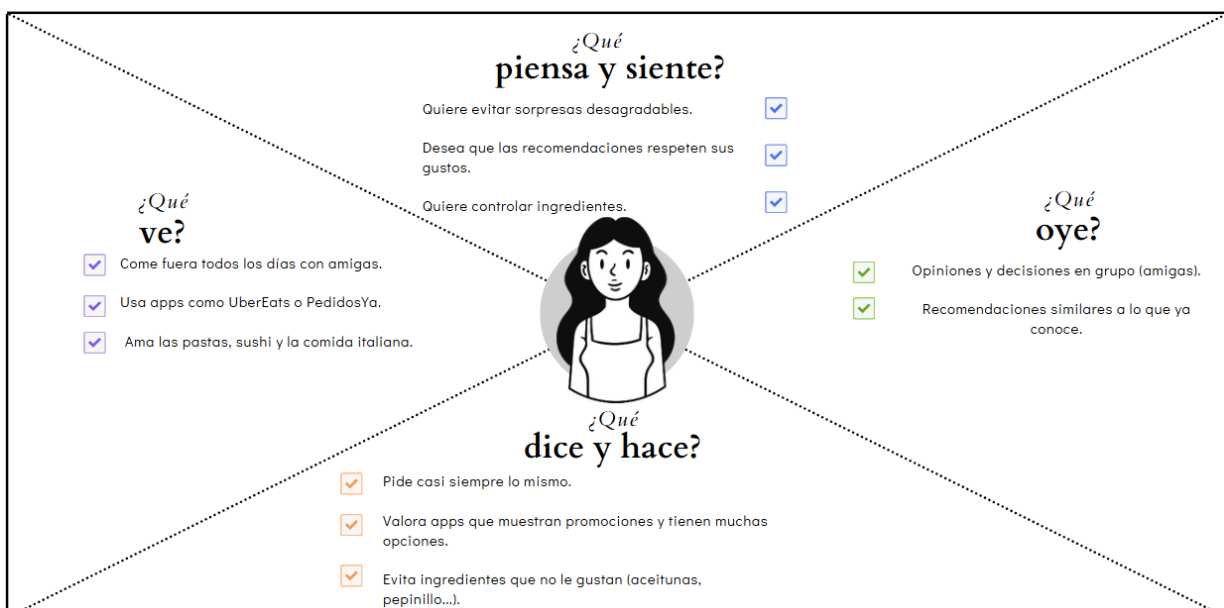 ¿Qué
piensa y siente?
Quiere evitar sorpresas desagradables.
Desea que las recomendaciones respeten sus
gustos.
Quiere controlar ingredientes.
¿Qué
ve?
Come fuera todos los días con amigas.
Usa apps como UberEats o PedidosYa.
Ama las pastas, sushi y la comida italiana.
¿Qué
oye?
Opiniones y decisiones en grupo (amigas).
Recomendaciones similares a lo que ya
conoce.
¿Qué
dice y hace?
Pide casi siempre lo mismo.
Valora apps que muestran promociones y tienen muchas
opciones.
Evita ingredientes que no le gustan (aceitunas,
pepinillo...).